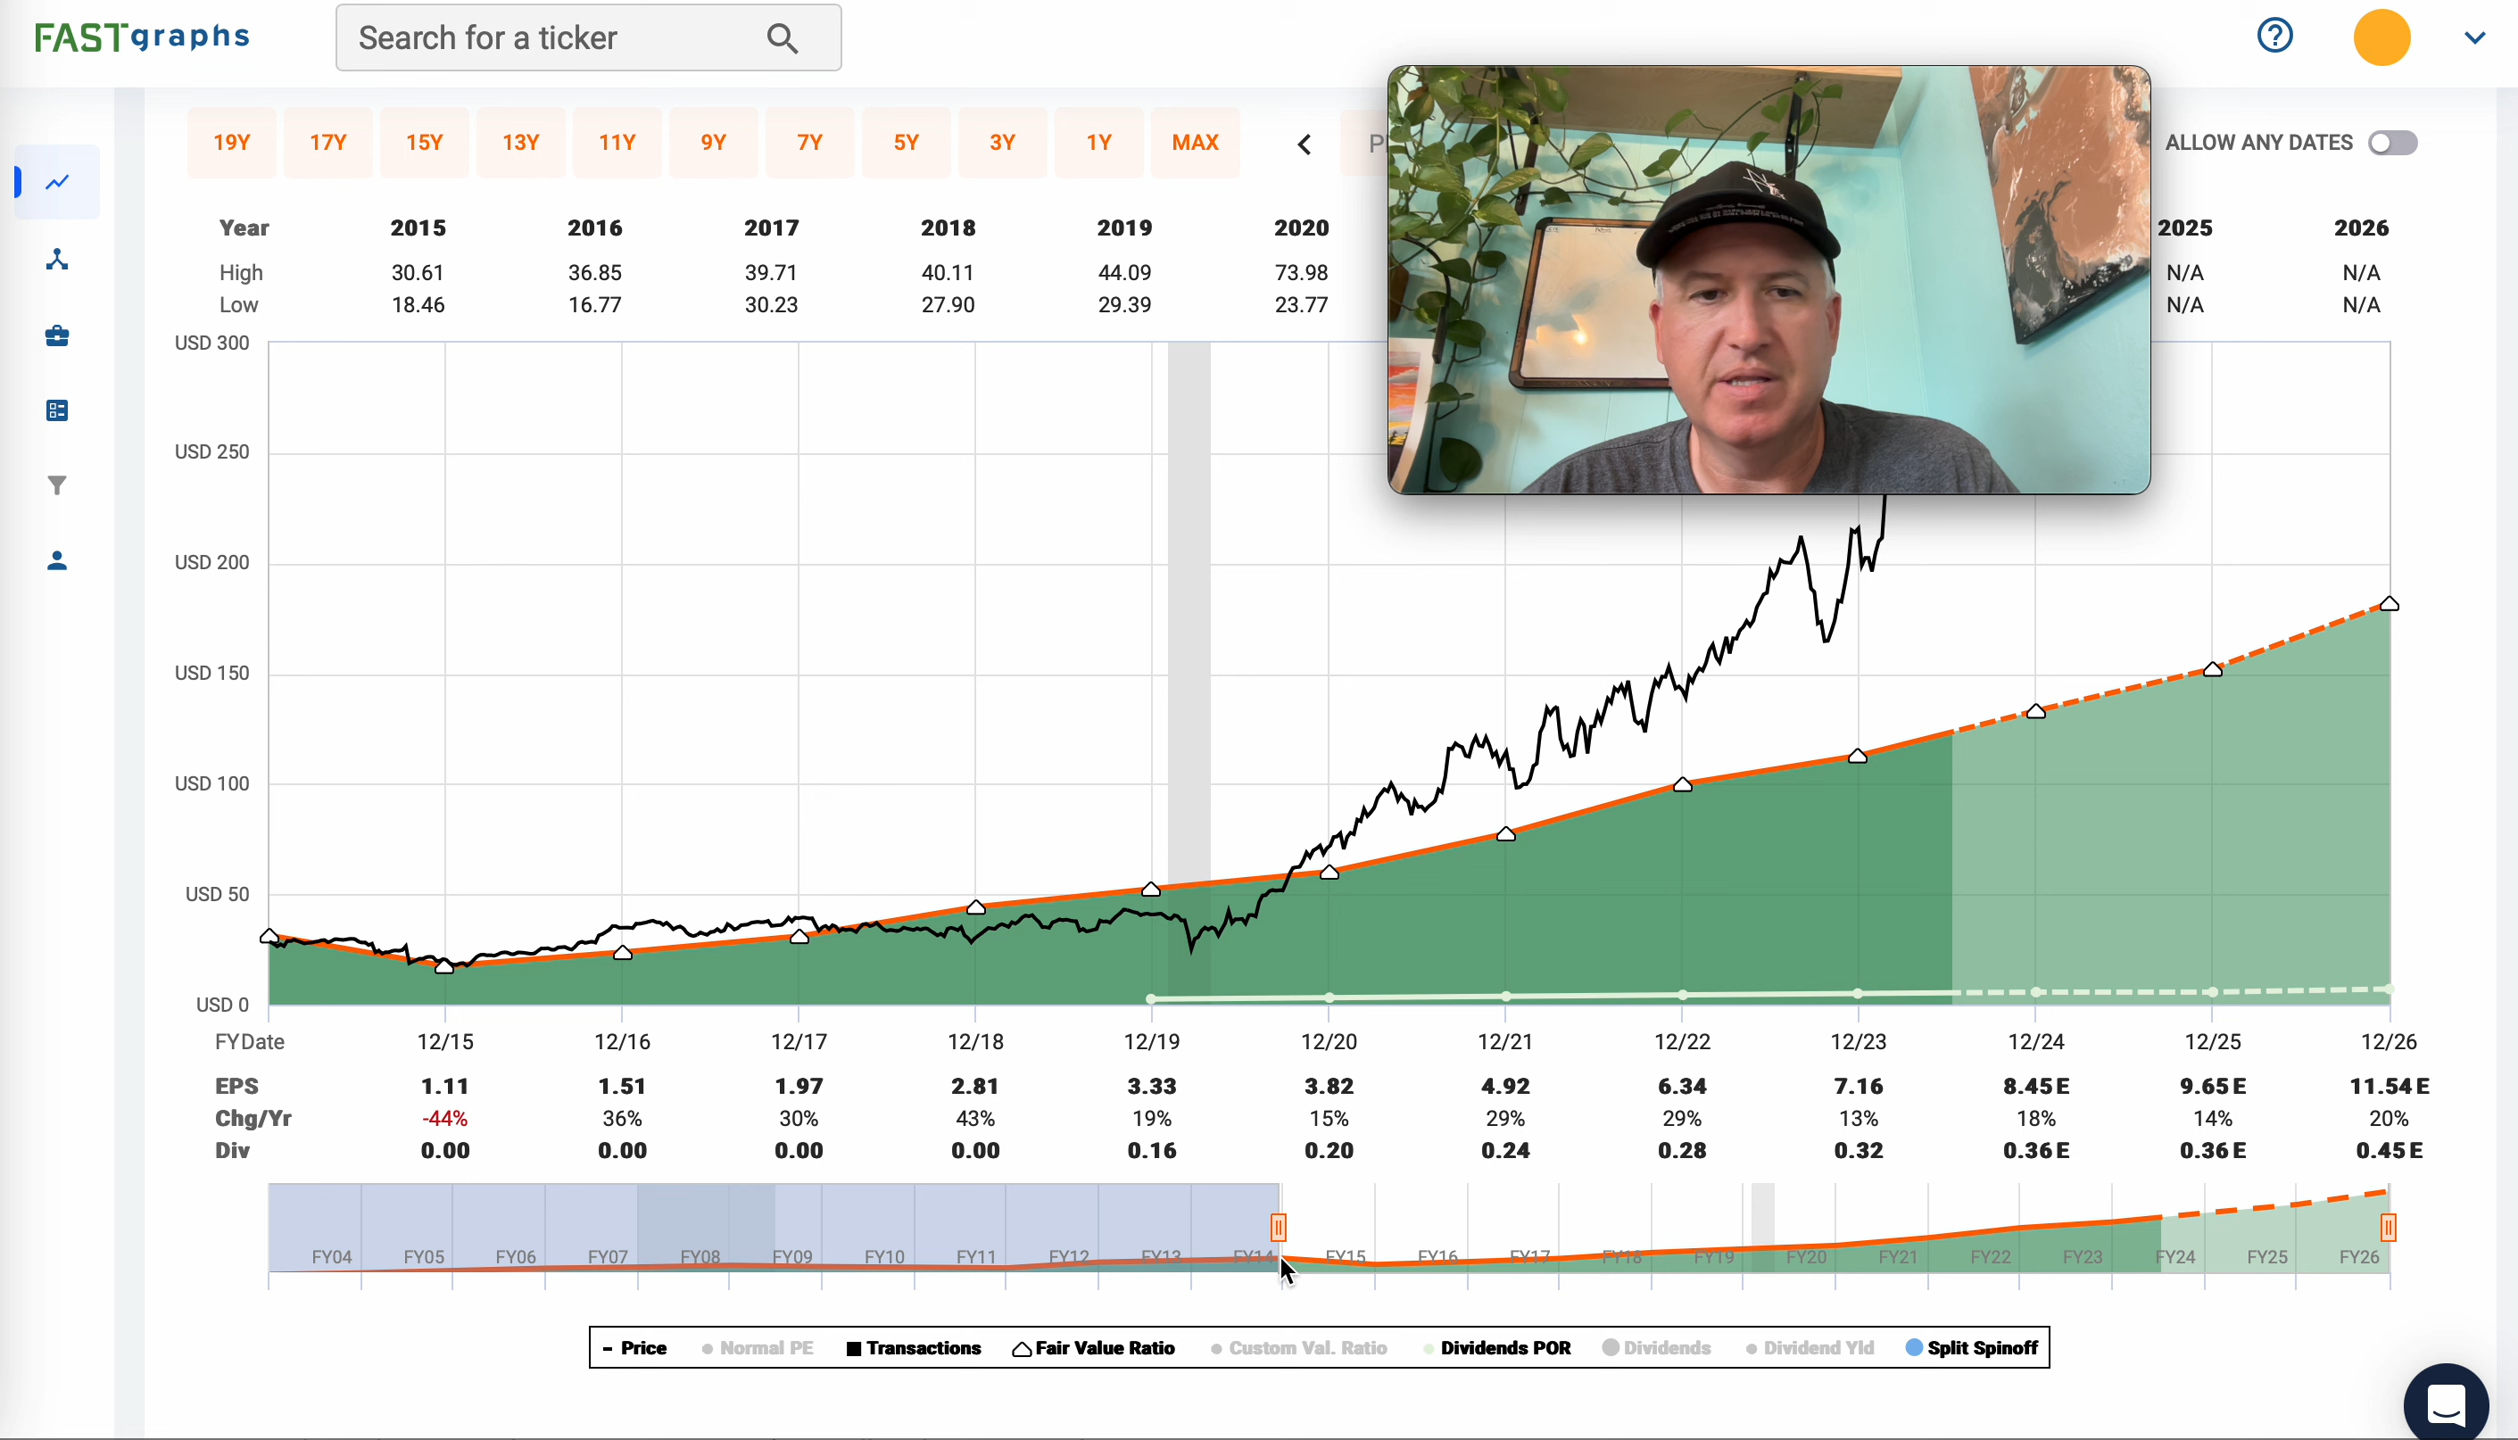 FASTgraphs
Search for a ticker
19Y 17Y 15Y 13Y 11Y 9Y 7Y 5Y 3Y 1Y MAX
ALLOW ANY DATES
Year 2015 2016 2017 2018 2019 2020 2025 2026
High 30.61 36.85 39.71 40.11 44.09 73.98 N/A N/A
Low 18.46 16.77 30.23 27.90 29.39 23.77 N/A N/A
USD 300
USD 250
USD 200
USD 150
USD 100
USD 50
USD 0
FYDate 12/15 12/16 12/17 12/18 12/19 12/20 12/21 12/22 12/23 12/24 12/25 12/26
EPS 1.11 1.51 1.97 2.81 3.33 3.82 4.92 6.34 7.16 8.45E 9.65E 11.54E
Chg/Yr -44% 36% 30% 43% 19% 15% 29% 29% 13% 18% 14% 20%
Div 0.00 0.00 0.00 0.00 0.16 0.20 0.24 0.28 0.32 0.36E 0.36E 0.45E
FY04 FY05 FY06 FY07 FY08 FY09 FY10 FY11 FY12 FY13 FY14 FY15 FY16 FY17 FY18 FY19 FY20 FY21 FY22 FY23 FY24 FY25 FY26
Price Normal PE Transactions Fair Value Ratio Custom Val. Ratio Dividends POR Dividends Dividend Yld Split Spinoff